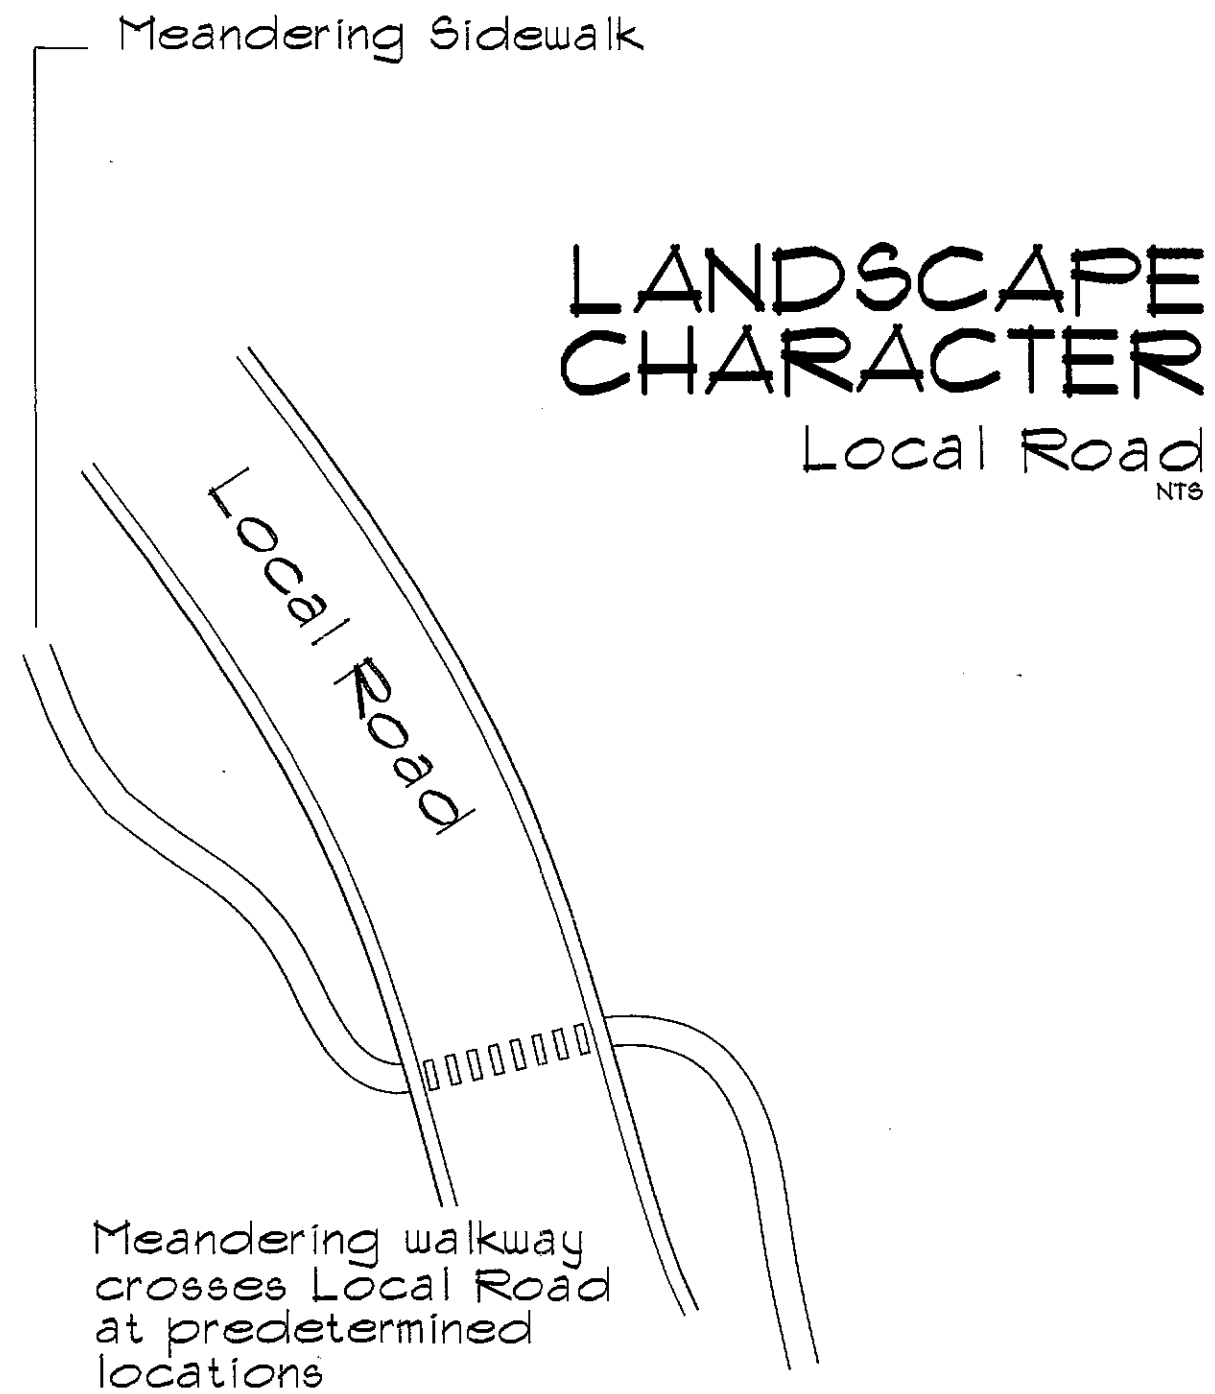 Meandering Sidewalk
LANDSCAPE
CHARACTER
Local Road
NTS
Local Road
Meandering walkway
crosses Local Road
at predetermined
locations